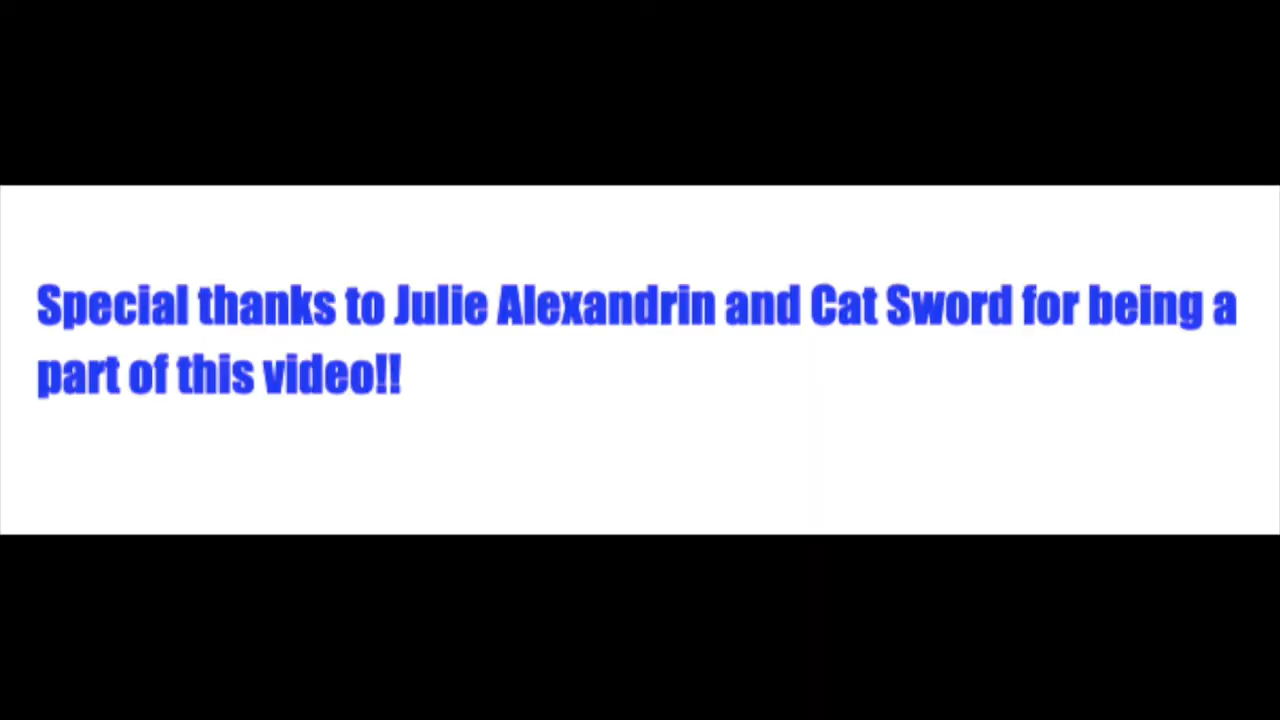 Special thanks to Julie Alexandrin and Cat Sword for being a
part of this video!!